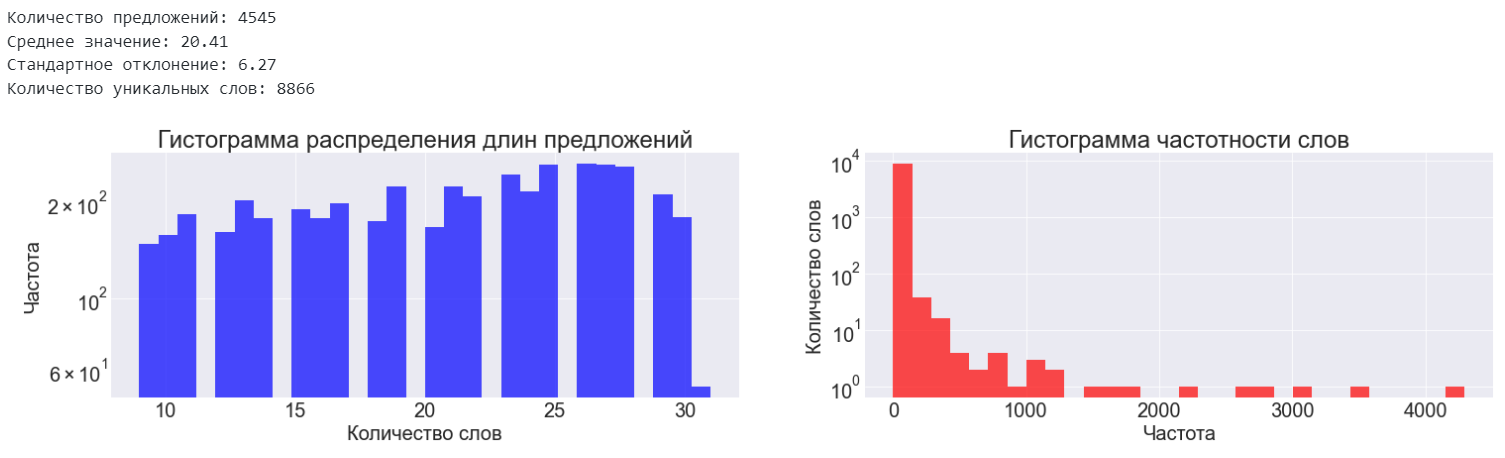 Количество предложений: 4545
Среднее значение: 20.41
Стандартное отклонение: 6.27
Количество уникальных слов: 8866
Гистограмма распределения длин предложений
Частота
2 × 10²
10²
6 × 10¹
10 15 20 25 30
Количество слов
Гистограмма частотности слов
Количество слов
10⁴
10³
10²
10¹
10⁰
0 1000 2000 3000 4000
Частота